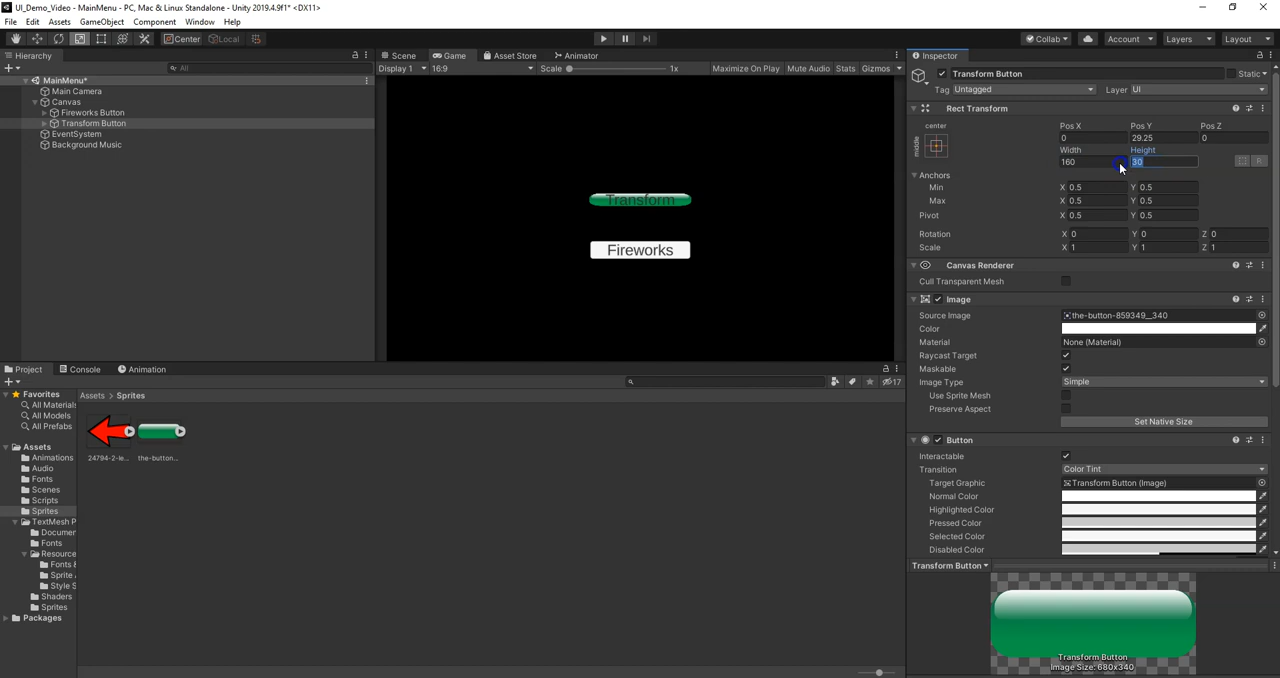 UI_Demo_Video - MainMenu - PC, Mac & Linux Standalone - Unity 2019.4.9f1* <DX11>
File Edit Assets GameObject Component Window Help
Center Local Collab Account Layers Layout
Hierarchy
All
MainMenu*
Main Camera
Canvas
Fireworks Button
Transform Button
EventSystem
Background Music
Scene Game Asset Store Animator
Display 1 16:9 Scale 1x Maximize On Play Mute Audio Stats Gizmos
Transform
Fireworks
Inspector
Transform Button Static
Tag Untagged Layer UI
Rect Transform
center Pos X Pos Y Pos Z
middle 0 29.25 0
Width Height
160 30 R
Anchors
Min X 0.5 Y 0.5
Max X 0.5 Y 0.5
Pivot X 0.5 Y 0.5
Rotation X 0 Y 0 Z 0
Scale X 1 Y 1 Z 1
Canvas Renderer
Cull Transparent Mesh
Image
Source Image the-button-859349__340
Color
Material None (Material)
Raycast Target
Maskable
Image Type Simple
Use Sprite Mesh
Preserve Aspect
Set Native Size
Button
Interactable
Transition Color Tint
Target Graphic Transform Button (Image)
Normal Color
Highlighted Color
Pressed Color
Selected Color
Disabled Color
Transform Button
Transform Button
Image Size: 680x340
Project Console Animation
17
Favorites
All Materials
All Models
All Prefabs
Assets
Animations
Audio
Fonts
Scenes
Scripts
Sprites
TextMesh P
Documen
Fonts
Resource
Fonts &
Sprite
Style S
Shaders
Sprites
Packages
Assets > Sprites
24794-2-le...
the-button...